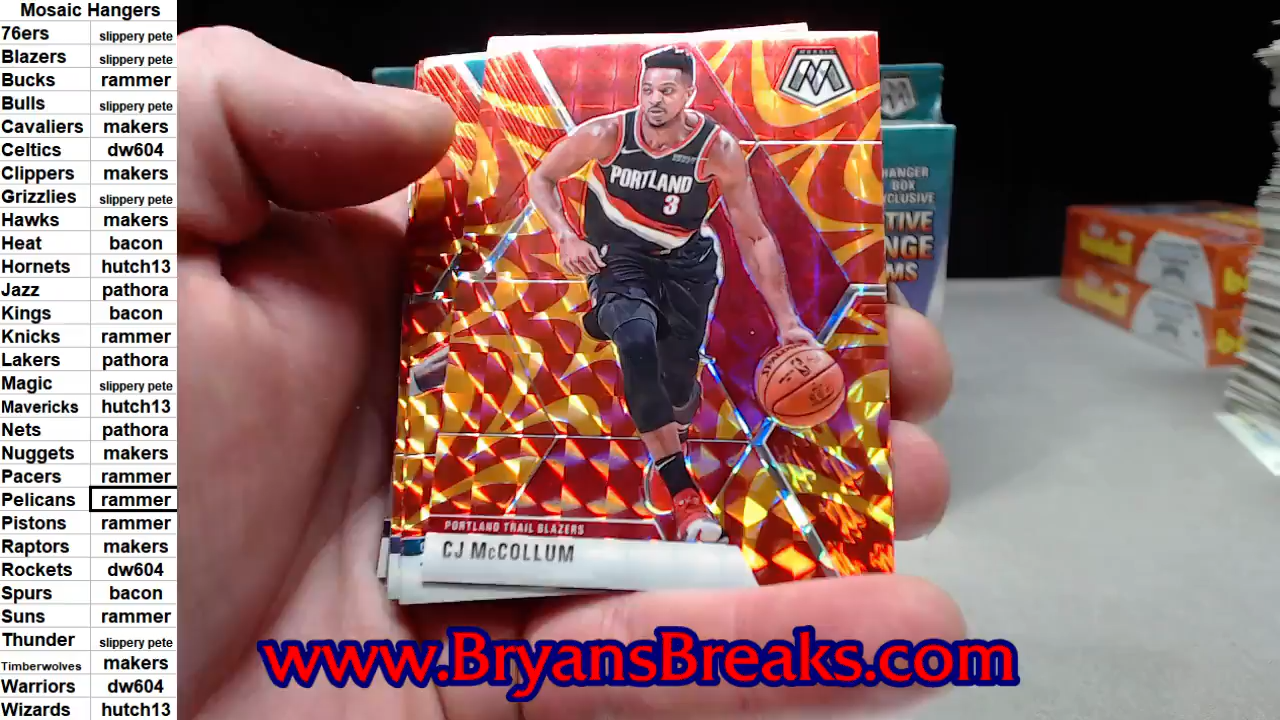 Mosaic Hangers
76ers slippery pete
Blazers slippery pete
Bucks rammer
Bulls slippery pete
Cavaliers makers
Celtics dw604
Clippers makers
Grizzlies slippery pete
Hawks makers
Heat bacon
Hornets hutch13
Jazz pathora
Kings bacon
Knicks rammer
Lakers pathora
Magic slippery pete
Mavericks hutch13
Nets pathora
Nuggets makers
Pacers rammer
Pelicans rammer
Pistons rammer
Raptors makers
Rockets dw604
Spurs bacon
Suns rammer
Thunder slippery pete
Timberwolves makers
Warriors dw604
Wizards hutch13
MOSAIC
M
PORTLAND
3
SPALDING
PORTLAND TRAIL BLAZERS
CJ McCOLLUM
HANGER
BOX
www.BryansBreaks.com